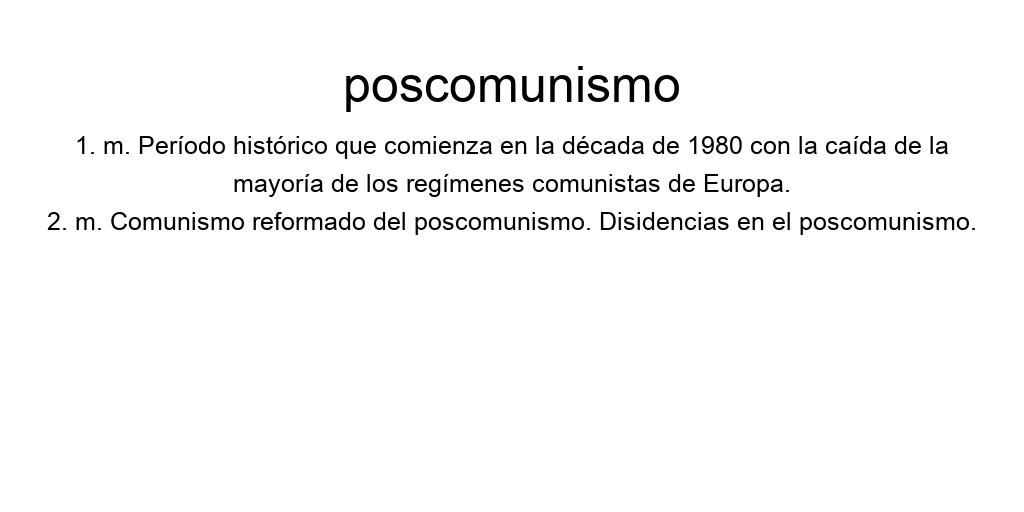 poscomunismo
1. m. Período histórico que comienza en la década de 1980 con la caída de la
mayoría de los regímenes comunistas de Europa.
2. m. Comunismo reformado del poscomunismo. Disidencias en el poscomunismo.